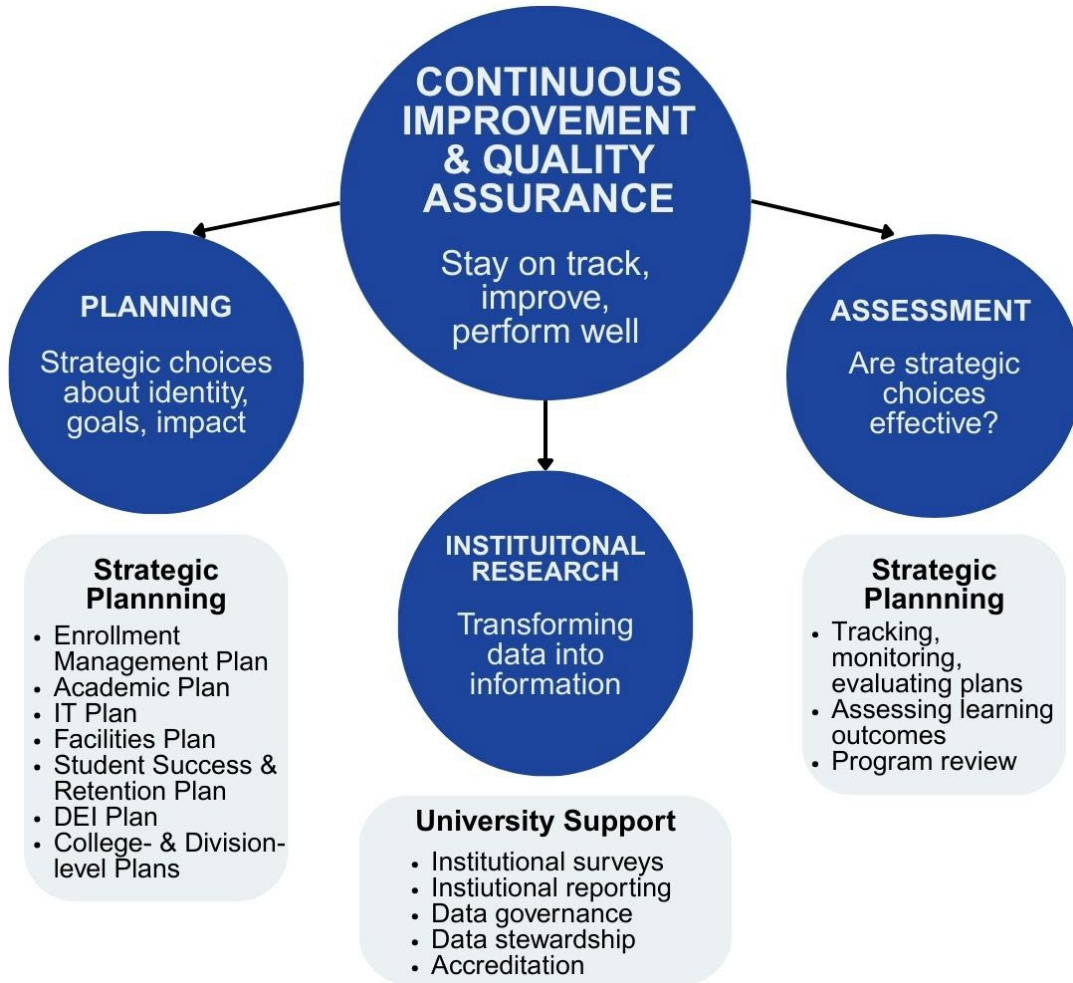 CONTINUOUS
IMPROVEMENT
& QUALITY
ASSURANCE
Stay on track,
improve,
perform well
PLANNING
Strategic choices
about identity,
goals, impact
Strategic
Plannning
• Enrollment
Management Plan
• Academic Plan
• IT Plan
• Facilities Plan
• Student Success &
Retention Plan
• DEI Plan
• College- & Division-
level Plans
INSTITUITONAL
RESEARCH
Transforming
data into
information
University Support
• Institutional surveys
• Instiutional reporting
• Data governance
• Data stewardship
• Accreditation
ASSESSMENT
Are strategic
choices
effective?
Strategic
Plannning
• Tracking,
monitoring,
evaluating plans
• Assessing learning
outcomes
• Program review